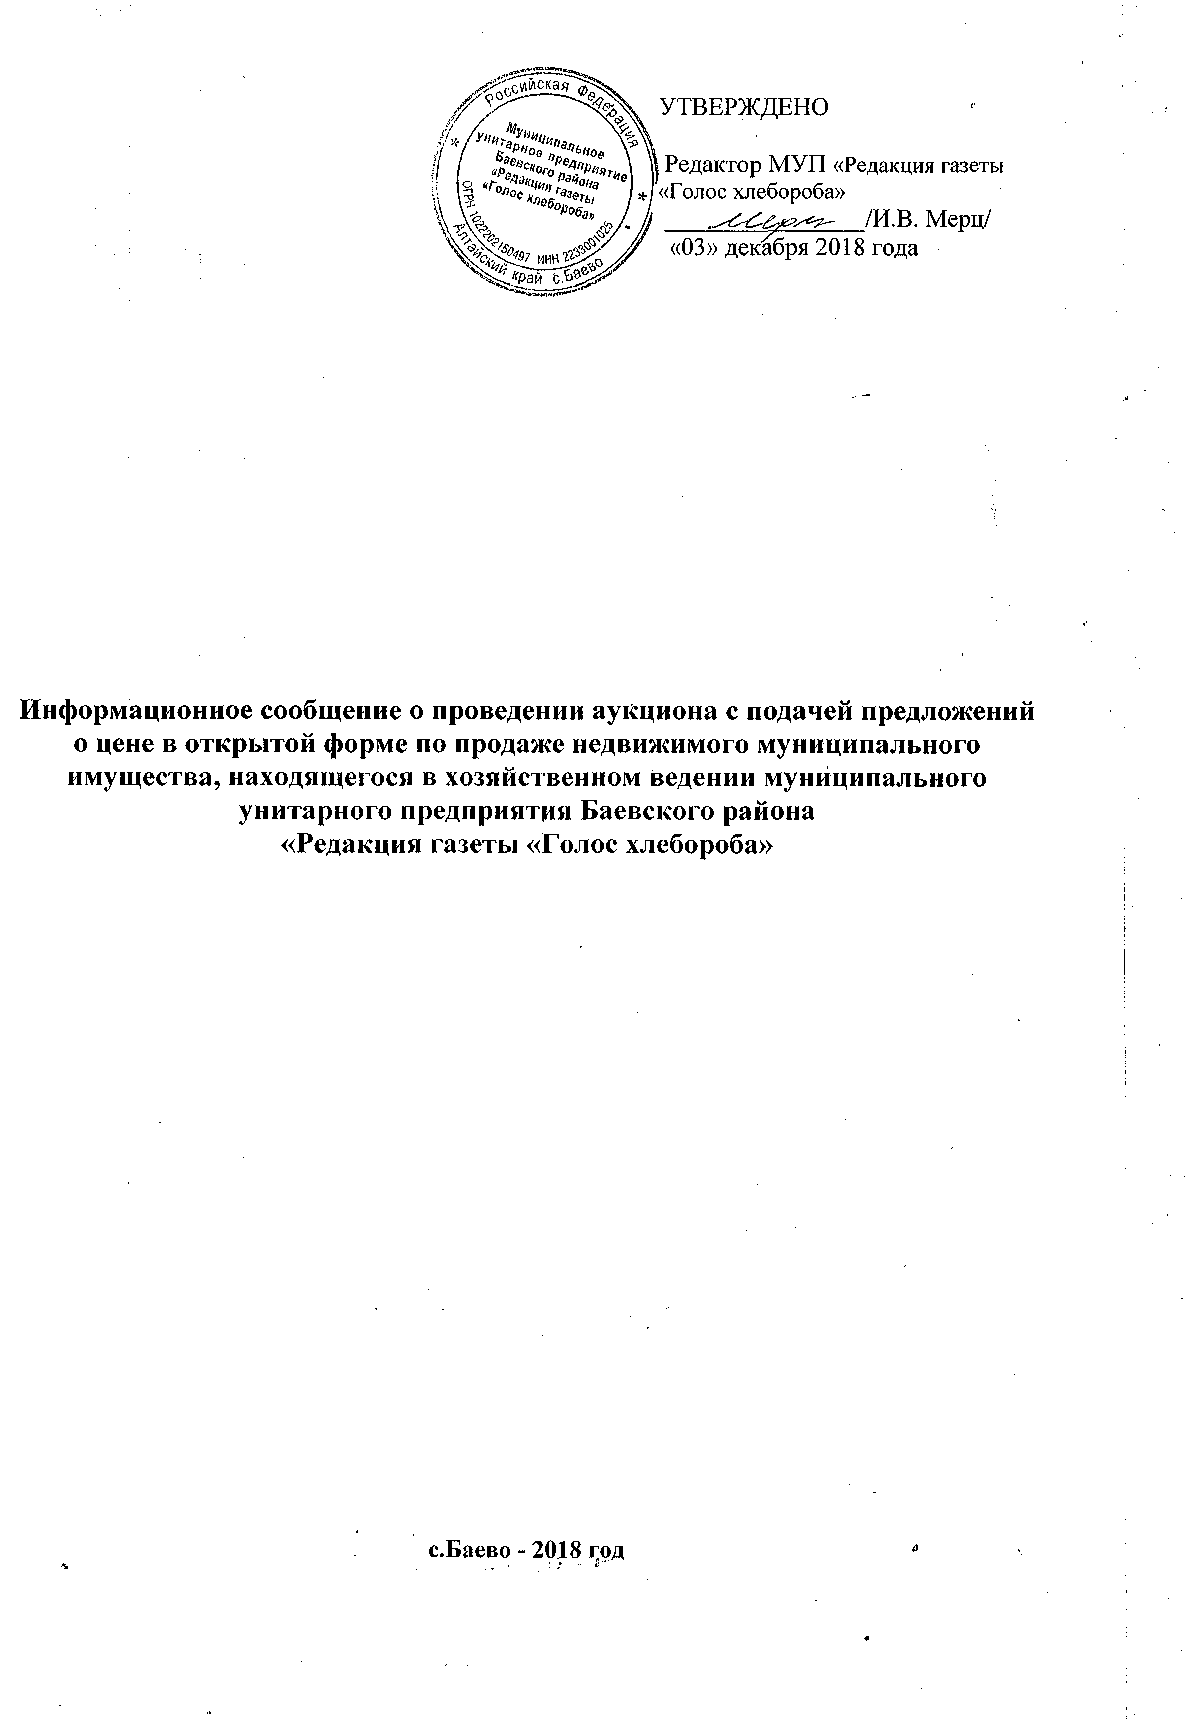 Российская Федерация
Муниципальное
унитарное предприятие
Баевского района
«Редакция газеты
«Голос хлебороба»
ОГРН 1022202150497 ИНН 2233001025
Алтайский край с.Баево
УТВЕРЖДЕНО
Редактор МУП «Редакция газеты
«Голос хлебороба»
/И.В. Мерц/
«03» декабря 2018 года
Информационное сообщение о проведении аукциона с подачей предложений
о цене в открытой форме по продаже недвижимого муниципального
имущества, находящегося в хозяйственном ведении муниципального
унитарного предприятия Баевского района
«Редакция газеты «Голос хлебороба»
с.Баево - 2018 год